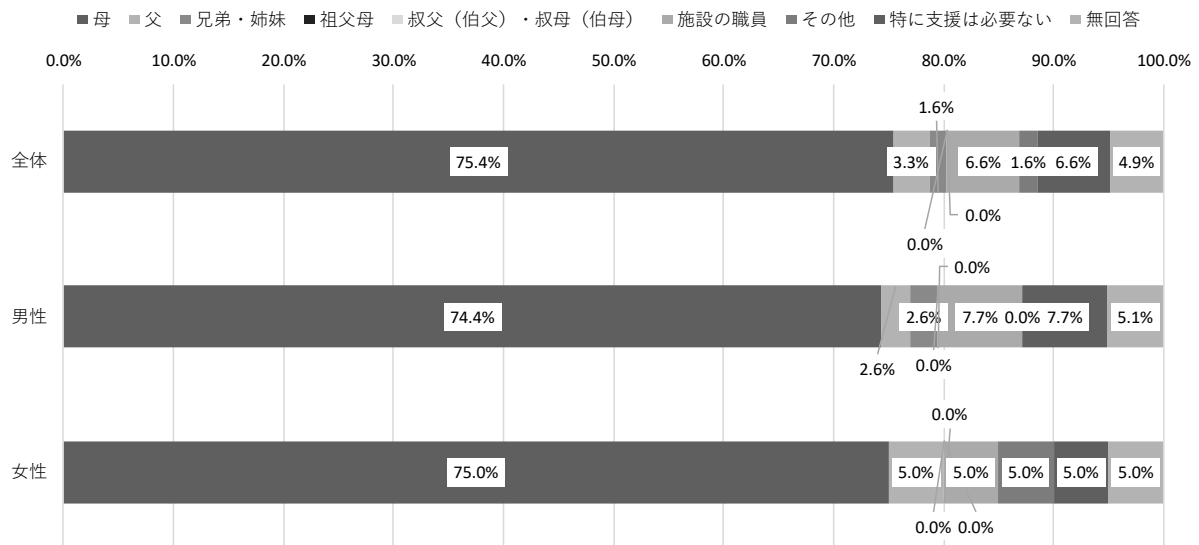 母 父 兄弟・姉妹 祖父母 叔父（伯父）・叔母（伯母） 施設の職員 その他 特に支援は必要ない 無回答
0.0% 10.0% 20.0% 30.0% 40.0% 50.0% 60.0% 70.0% 80.0% 90.0% 100.0%
1.6%
全体 75.4% 3.3% 6.6% 1.6% 6.6% 4.9%
0.0%
0.0%
0.0%
男性 74.4% 2.6% 7.7% 0.0% 7.7% 5.1%
2.6% 0.0%
0.0%
女性 75.0% 5.0% 5.0% 5.0% 5.0% 5.0%
0.0% 0.0%